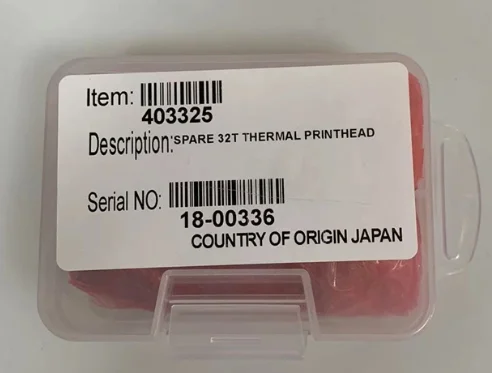 Item:
403325
Description:SPARE 32T THERMAL PRINTHEAD
Serial NO:
18-00336
COUNTRY OF ORIGIN JAPAN